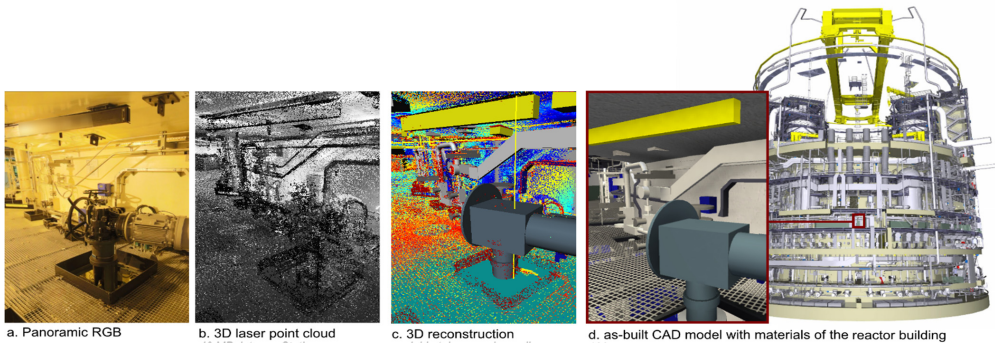 a. Panoramic RGB
b. 3D laser point cloud
c. 3D reconstruction
d. as-built CAD model with materials of the reactor building